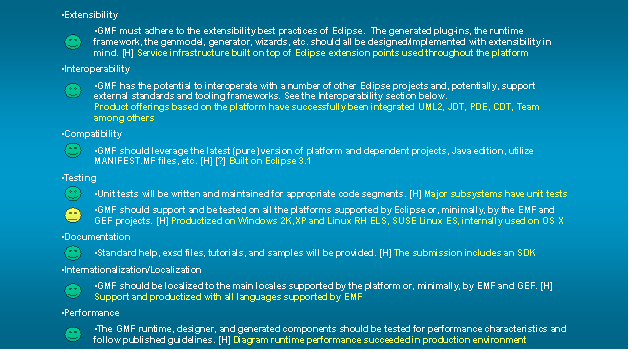 •Extensibility
•GMF must adhere to the extensibility best practices of Eclipse. The generated plug-ins, the runtime
framework, the genmodel, generator, wizards, etc. should all be designed/implemented with extensibility in
mind. [H] Service infrastructure built on top of Eclipse extension points used throughout the platform
•Interoperability
•GMF has the potential to interoperate with a number of other Eclipse projects and, potentially, support
external standards and tooling frameworks. See the Interoperability section below.
Product offerings based on the platform have successfully been integrated UML2, JDT, PDE, CDT, Team
among others
•Compatibility
•GMF should leverage the latest (pure) version of platform and dependent projects, Java edition, utilize
MANIFEST.MF files, etc. [H] [?] Built on Eclipse 3.1
•Testing
•Unit tests will be written and maintained for appropriate code segments. [H] Major subsystems have unit tests
•GMF should support and be tested on all the platforms supported by Eclipse or, minimally, by the EMF and
GEF projects. [H] Productized on Windows 2K,XP and Linux RH ELS, SUSE Linux ES, internally used on OS X
•Documentation
•Standard help, exsd files, tutorials, and samples will be provided. [H] The submission includes an SDK
•Internationalization/Localization
•GMF should be localized to the main locales supported by the platform or, minimally, by EMF and GEF. [H]
Support and productized with all languages supported by EMF
•Performance
•The GMF runtime, designer, and generated components should be tested for performance characteristics and
follow published guidelines. [H] Diagram runtime performance succeeded in production environment